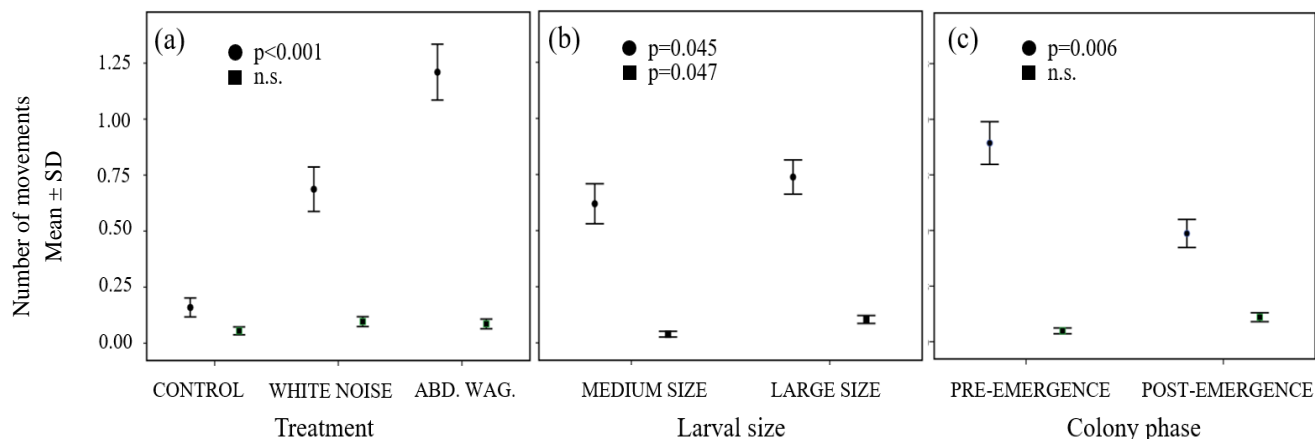 Number of movements
Mean ± SD
1.25
1.00
0.75
0.50
0.25
0.00
(a)
p<0.001
n.s.
CONTROL WHITE NOISE ABD. WAG.
Treatment
(b)
p=0.045
p=0.047
MEDIUM SIZE LARGE SIZE
Larval size
(c)
p=0.006
n.s.
PRE-EMERGENCE POST-EMERGENCE
Colony phase